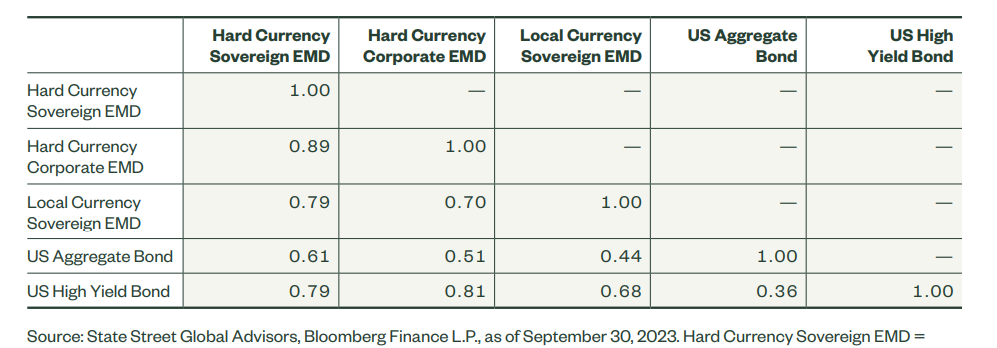 Hard Currency Sovereign EMD | Hard Currency Corporate EMD | Local Currency Sovereign EMD | US Aggregate Bond | US High Yield Bond
Hard Currency Sovereign EMD | 1.00 | — | — | — | —
Hard Currency Corporate EMD | 0.89 | 1.00 | — | — | —
Local Currency Sovereign EMD | 0.79 | 0.70 | 1.00 | — | —
US Aggregate Bond | 0.61 | 0.51 | 0.44 | 1.00 | —
US High Yield Bond | 0.79 | 0.81 | 0.68 | 0.36 | 1.00
Source: State Street Global Advisors, Bloomberg Finance L.P., as of September 30, 2023. Hard Currency Sovereign EMD =